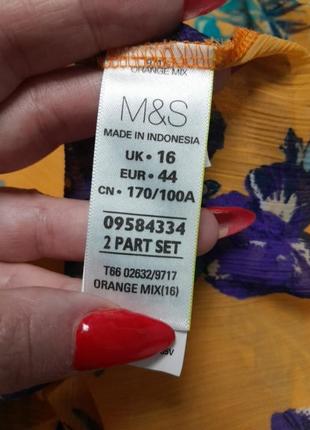 ORANGE MIX
M&S
MADE IN INDONESIA
UK • 16
EUR • 44
CN • 170/100A
09584334
2 PART SET
T66 02632/9717
ORANGE MIX(16)